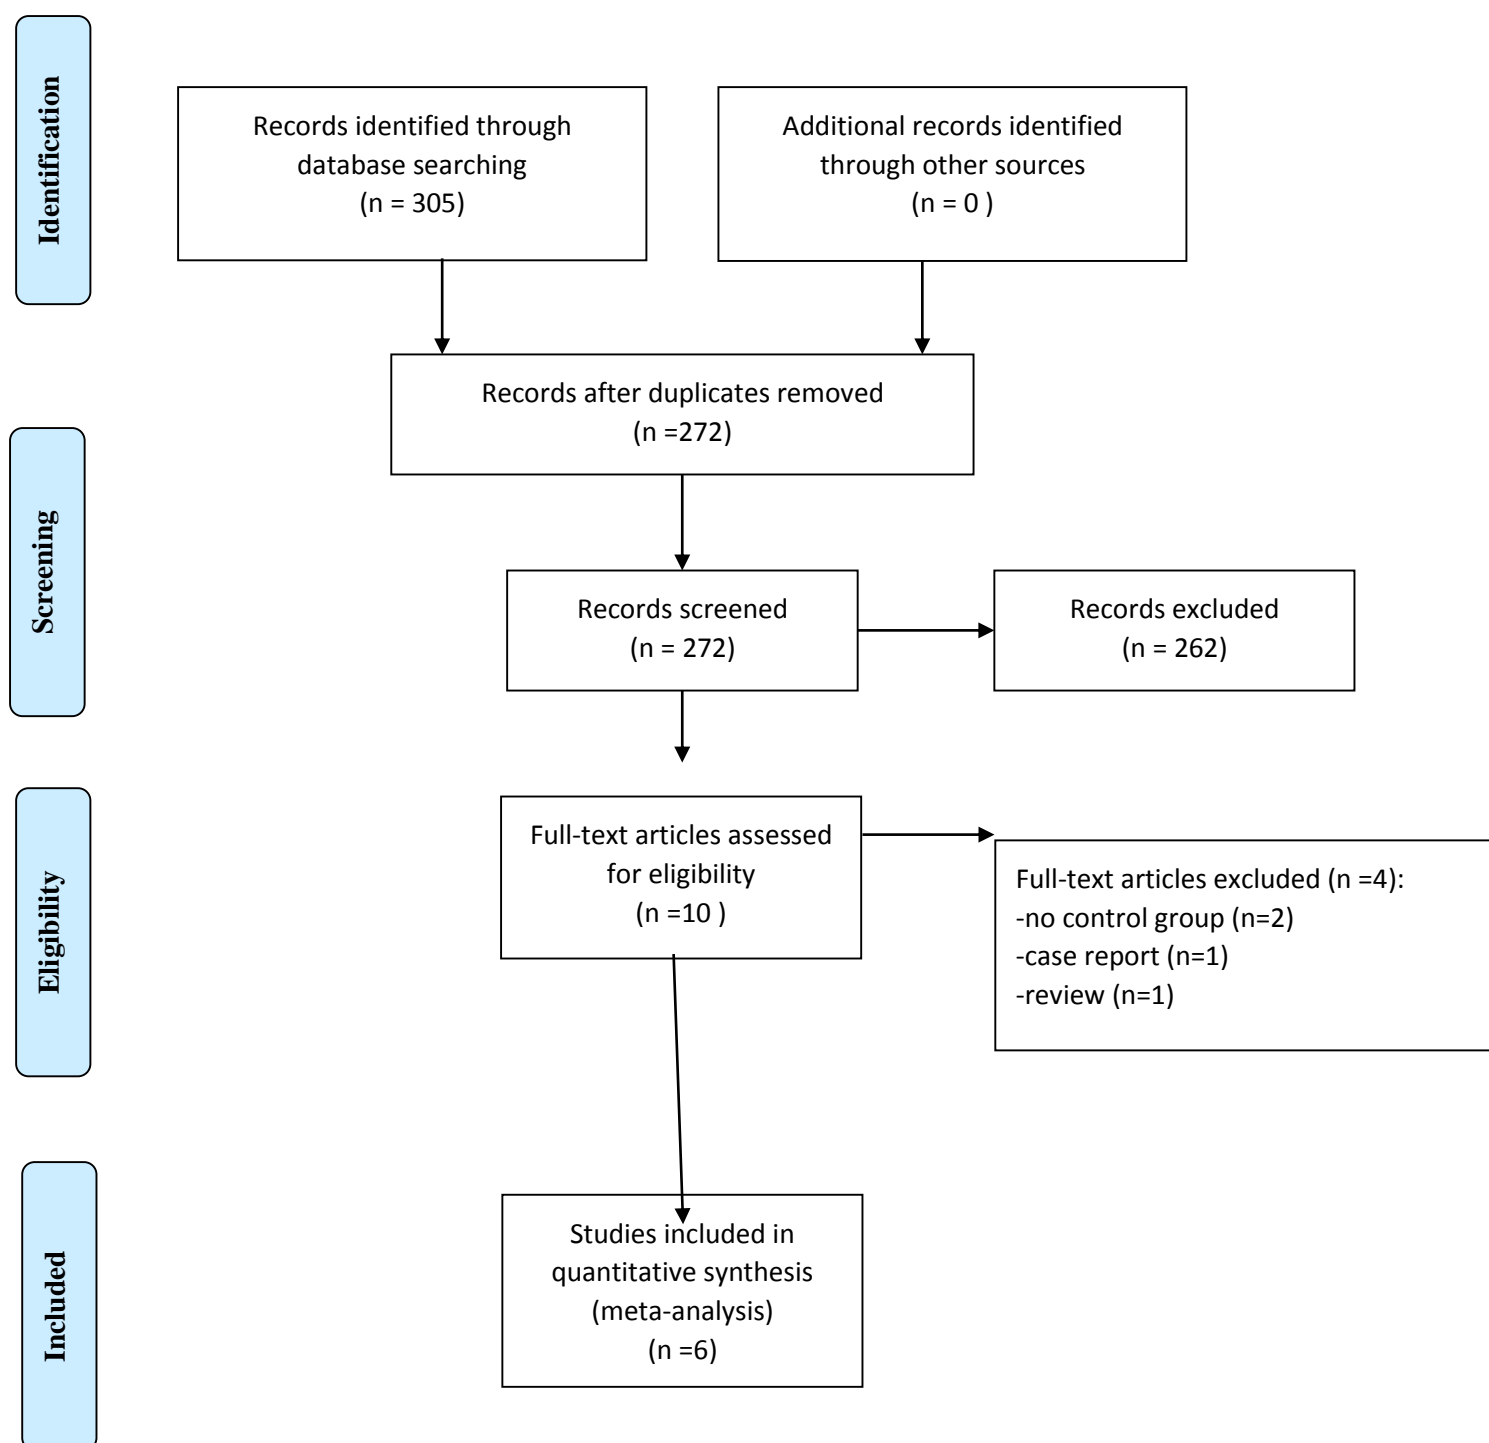 Identification
Records identified through
database searching
(n = 305)
Additional records identified
through other sources
(n = 0 )
Records after duplicates removed
(n =272)
Screening
Records screened
(n = 272)
Records excluded
(n = 262)
Eligibility
Full-text articles assessed
for eligibility
(n =10 )
Full-text articles excluded (n =4):
-no control group (n=2)
-case report (n=1)
-review (n=1)
Included
Studies included in
quantitative synthesis
(meta-analysis)
(n =6)